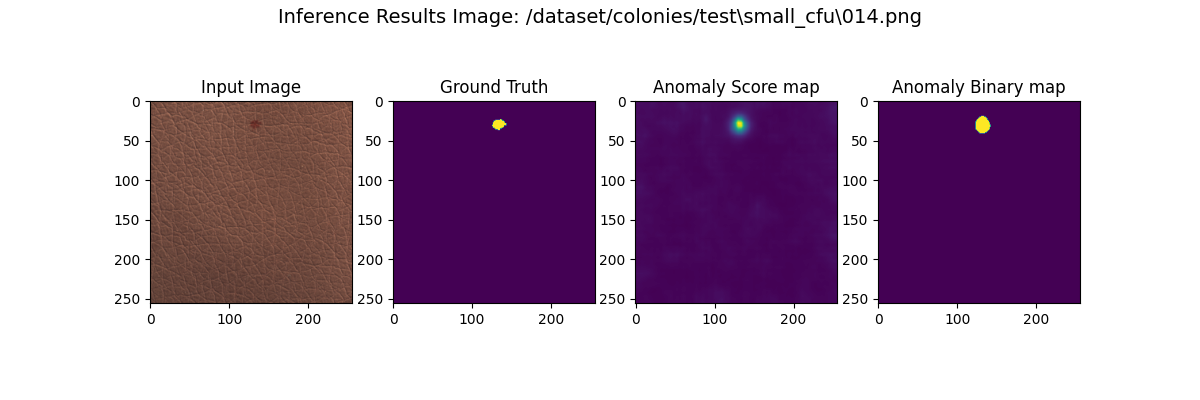 Inference Results Image: /dataset/colonies/test\small_cfu\014.png
Input Image
0
50
100
150
200
250
0 100 200
Ground Truth
0
50
100
150
200
250
0 100 200
Anomaly Score map
0
50
100
150
200
250
0 100 200
Anomaly Binary map
0
50
100
150
200
250
0 100 200